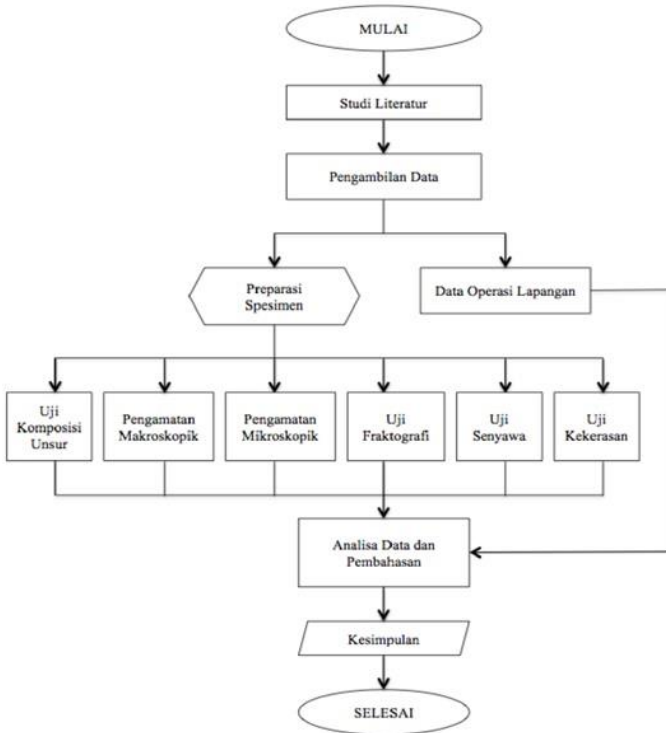 MULAI
Studi Literatur
Pengambilan Data
Preparasi
Spesimen
Data Operasi Lapangan
Uji
Komposisi
Unsur
Pengamatan
Makroskopik
Pengamatan
Mikroskopik
Uji
Fraktografi
Uji
Senyawa
Uji
Kekerasan
Analisa Data dan
Pembahasan
Kesimpulan
SELESAI